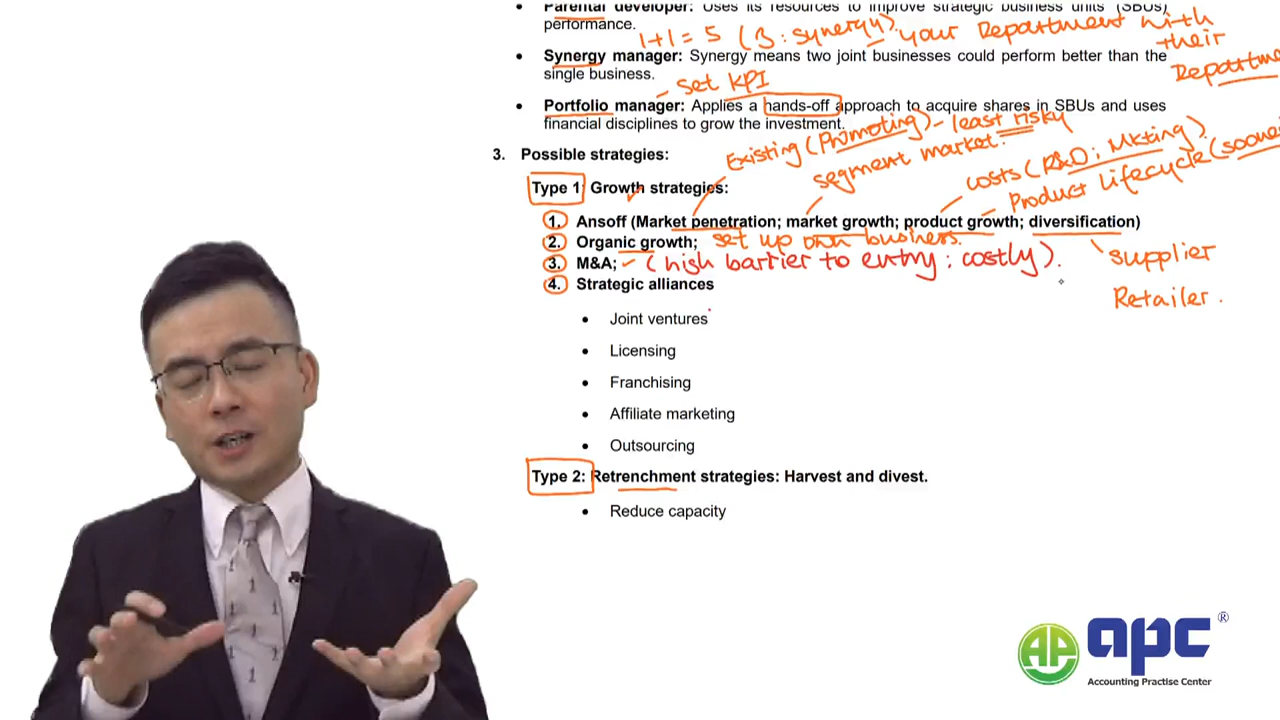 • Parental developer: Uses its resources to improve strategic business units (SBUs)
performance.
1+1=5 (3: synergy). your Department with
their
Departme
• Synergy manager: Synergy means two joint businesses could perform better than the
single business.
- set KPI
• Portfolio manager: Applies a hands-off approach to acquire shares in SBUs and uses
financial disciplines to grow the investment.
Existing (Promoting) - least risky
segment market.
costs (R&D; Mkting).
- Product Lifecycle (soone
3. Possible strategies:
Type 1: Growth strategies:
1. Ansoff (Market penetration; market growth; product growth; diversification)
2. Organic growth; set up own business.
3. M&A; - (high barrier to entry; costly).
supplier
4. Strategic alliances
Retailer.
• Joint ventures
• Licensing
• Franchising
• Affiliate marketing
• Outsourcing
Type 2: Retrenchment strategies: Harvest and divest.
• Reduce capacity
AP apc ®
Accounting Practise Center